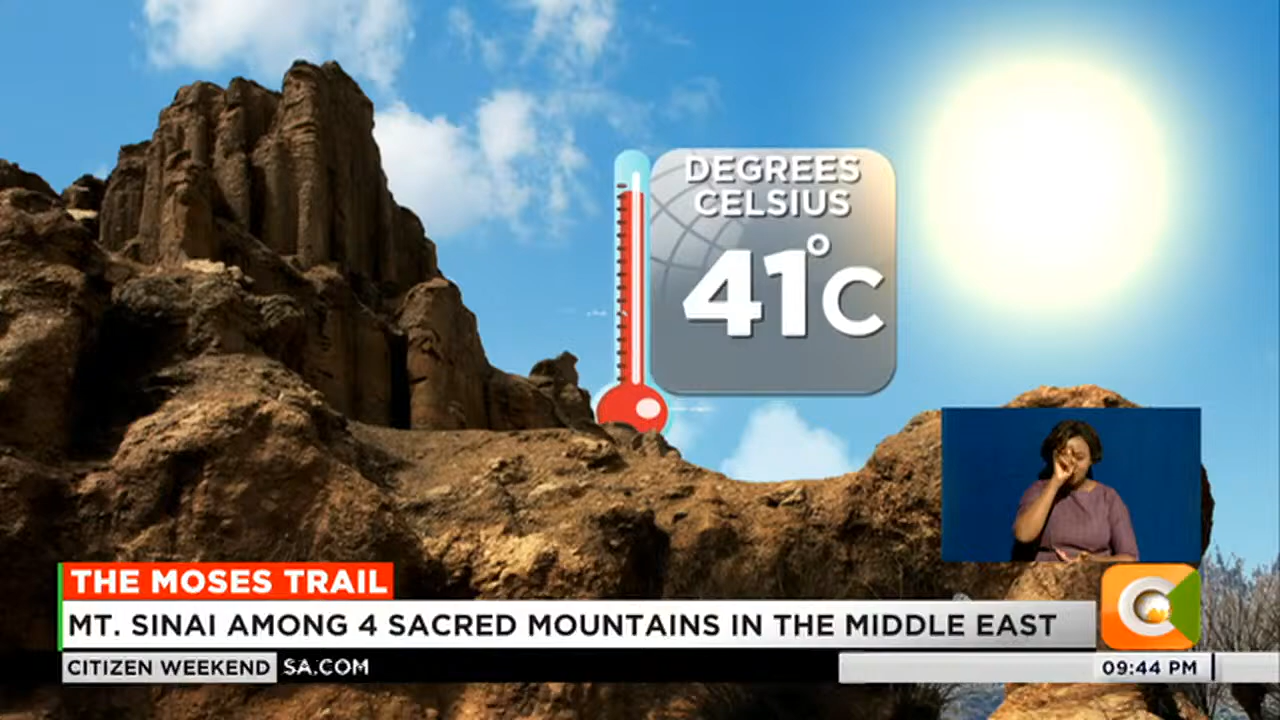 DEGREES
CELSIUS
41°C
THE MOSES TRAIL
MT. SINAI AMONG 4 SACRED MOUNTAINS IN THE MIDDLE EAST
CITIZEN WEEKEND SA.COM
09:44 PM